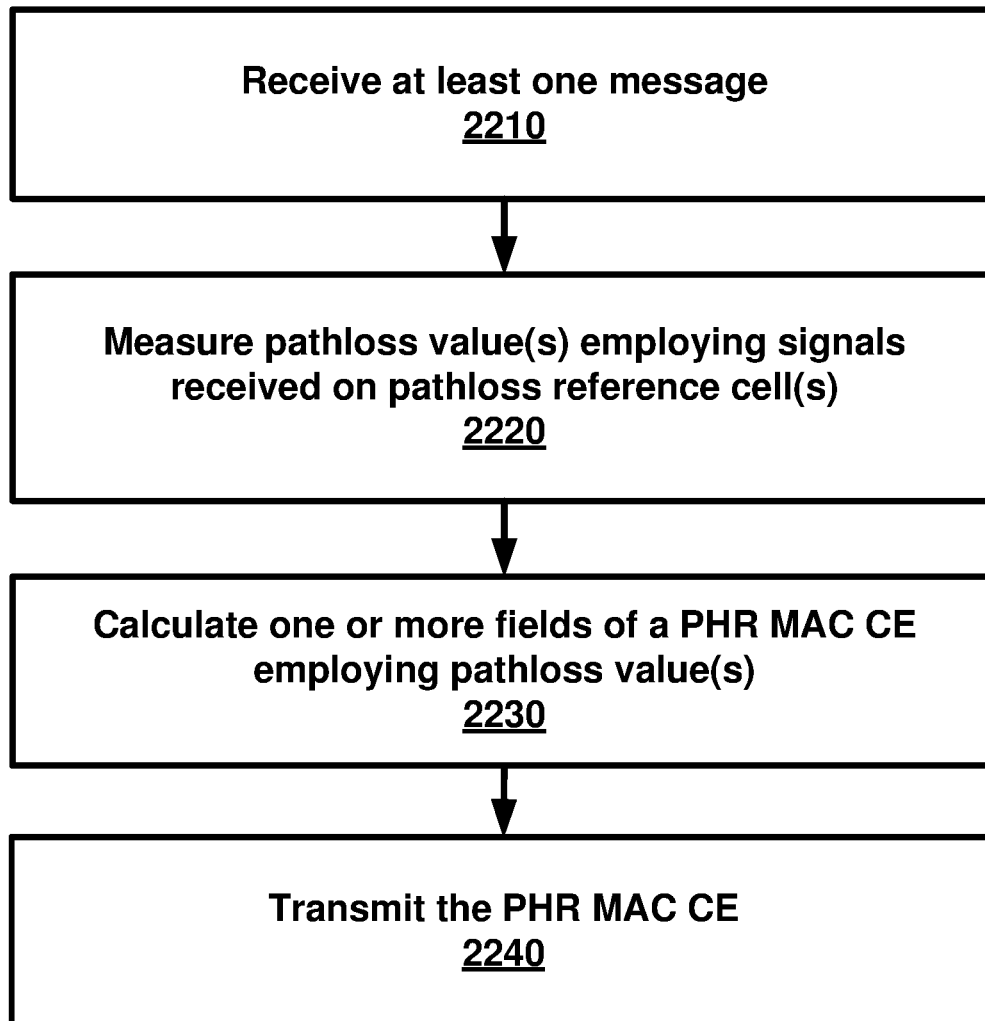 Receive at least one message
2210
Measure pathloss value(s) employing signals
received on pathloss reference cell(s)
2220
Calculate one or more fields of a PHR MAC CE
employing pathloss value(s)
2230
Transmit the PHR MAC CE
2240